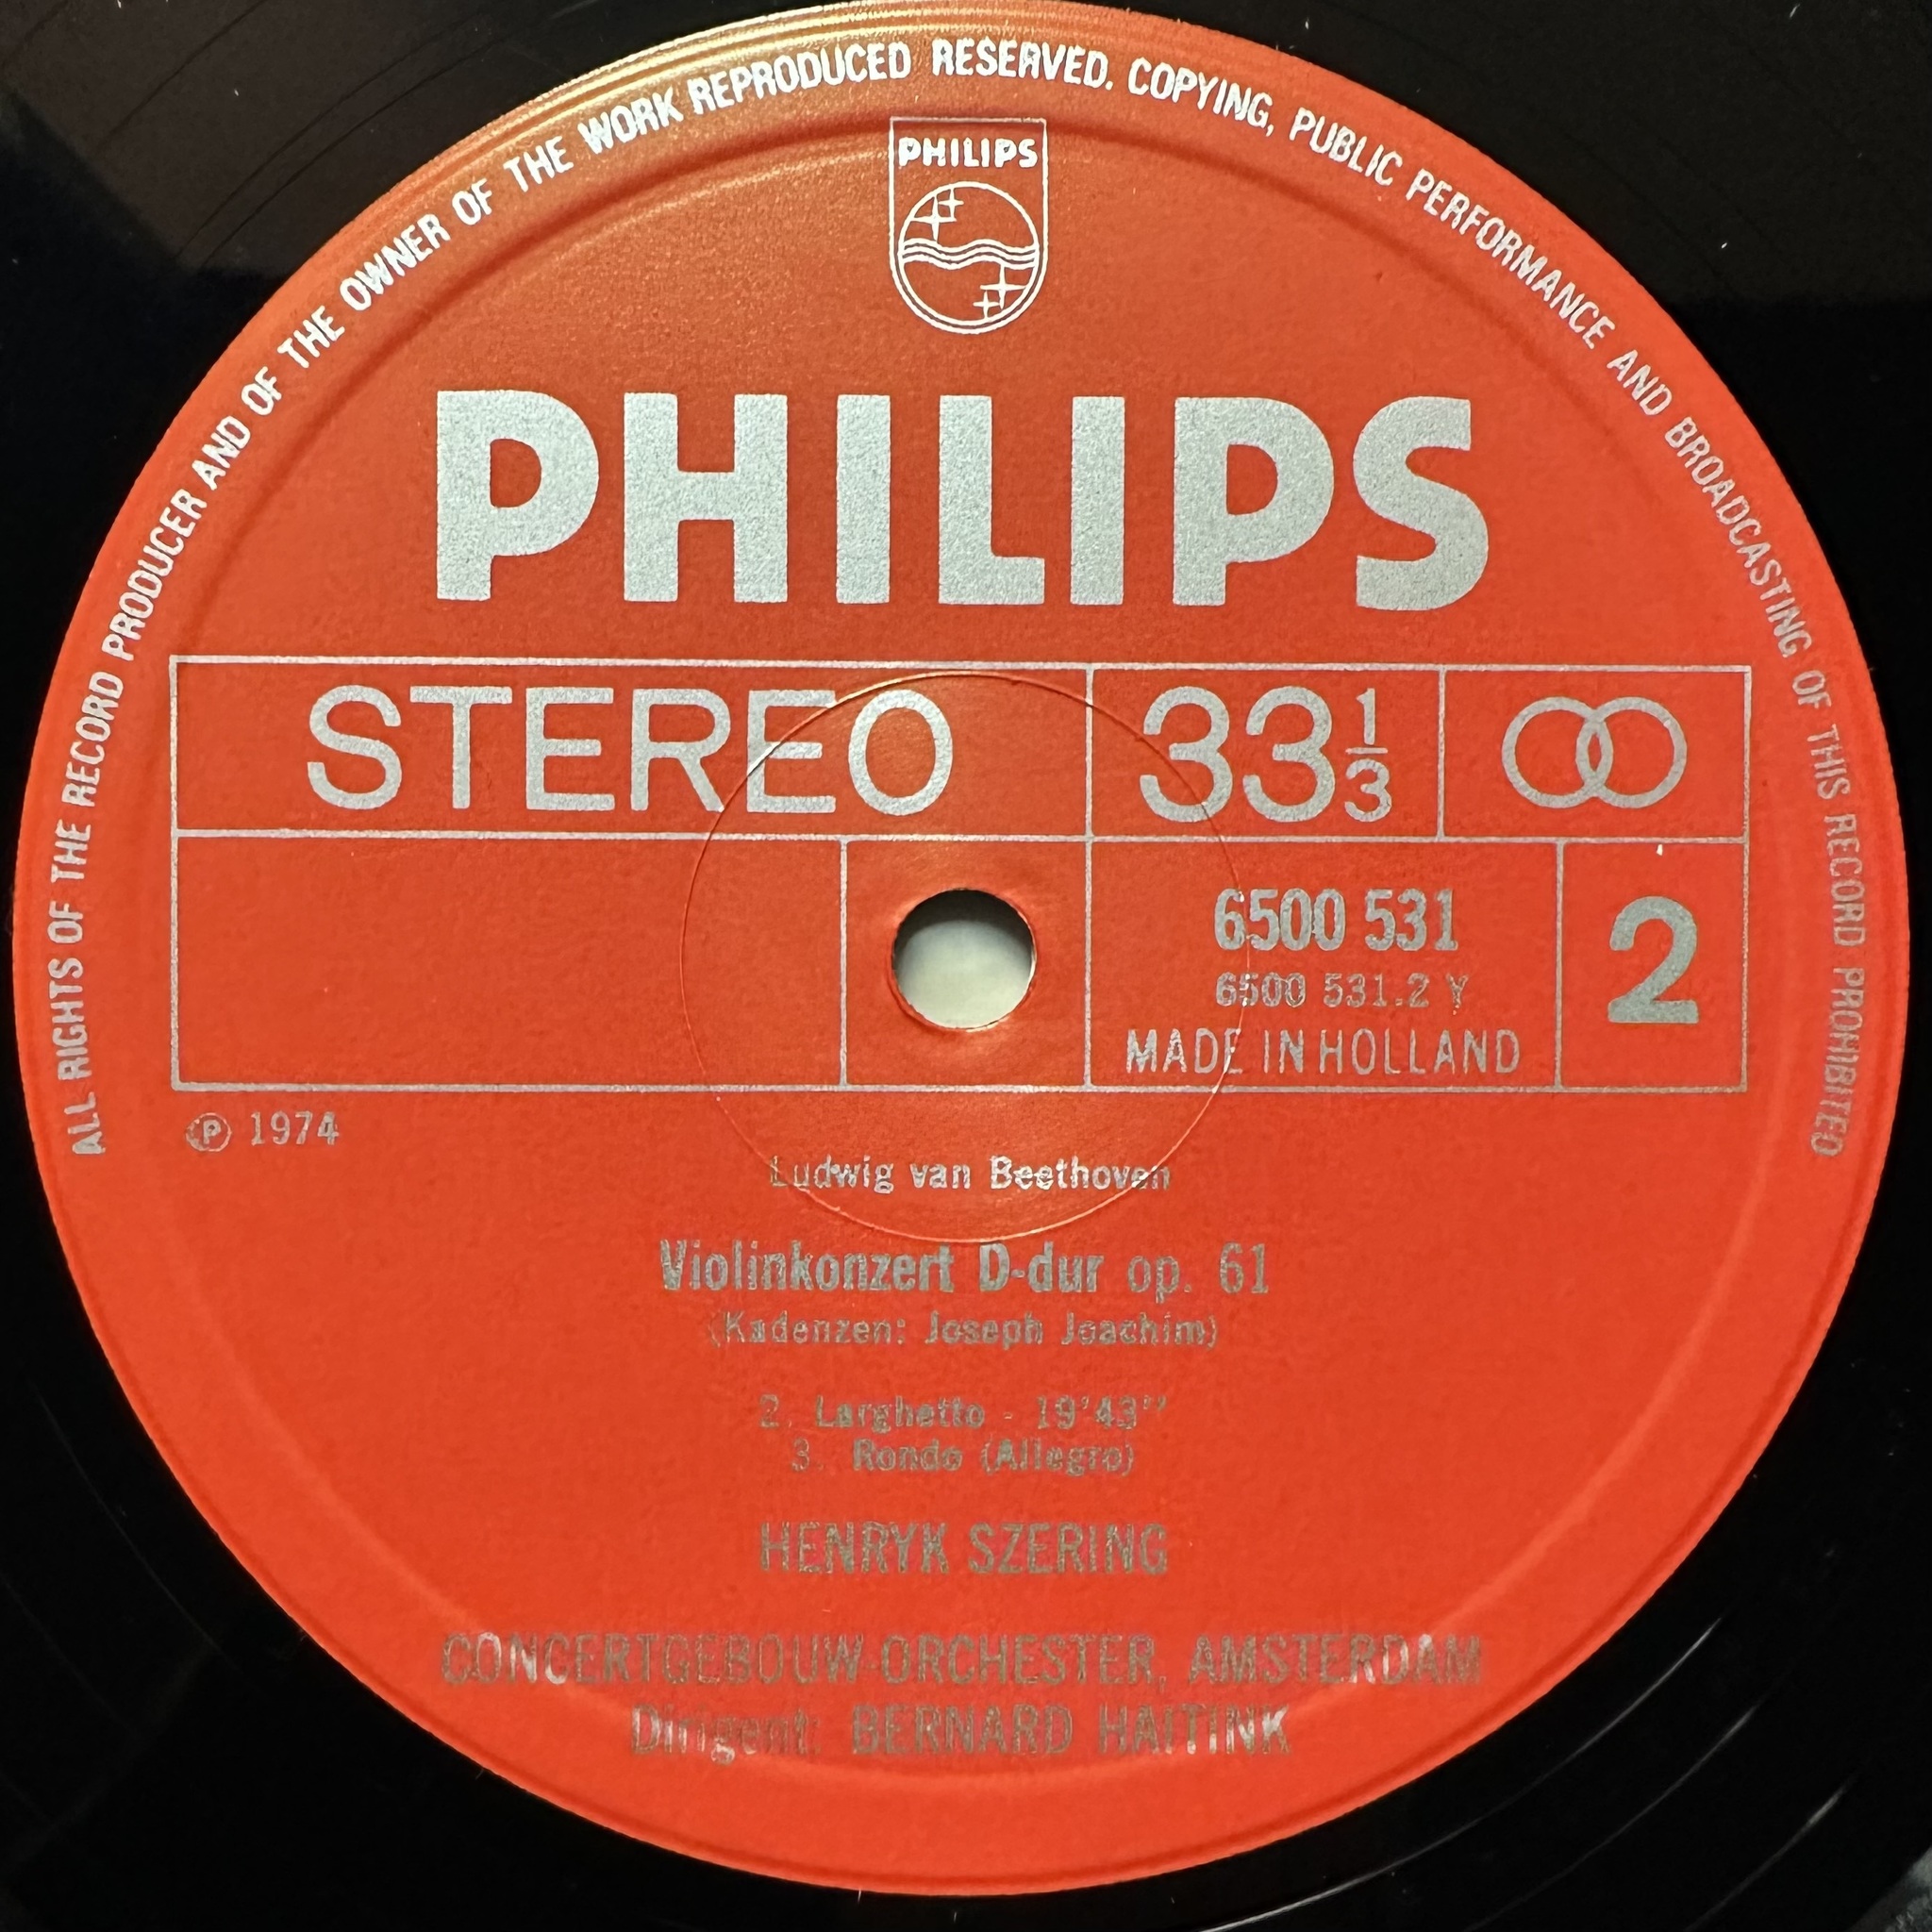 ALL RIGHTS OF THE RECORD PRODUCER AND OF THE OWNER OF THE WORK REPRODUCED RESERVED. COPYING, PUBLIC PERFORMANCE AND BROADCASTING OF THIS RECORD PROHIBITED
PHILIPS
PHILIPS
STEREO 33 1/3
6500 531
6500 531.2 Y
MADE IN HOLLAND
2
Ⓟ 1974
Ludwig van Beethoven
Violinkonzert D-dur op. 61
(Kadenzen: Joseph Joachim)
2. Larghetto - 19'43"
3. Rondo (Allegro)
HENRYK SZERING
CONCERTGEBOUW-ORCHESTER, AMSTERDAM
Dirigent: BERNARD HAITINK